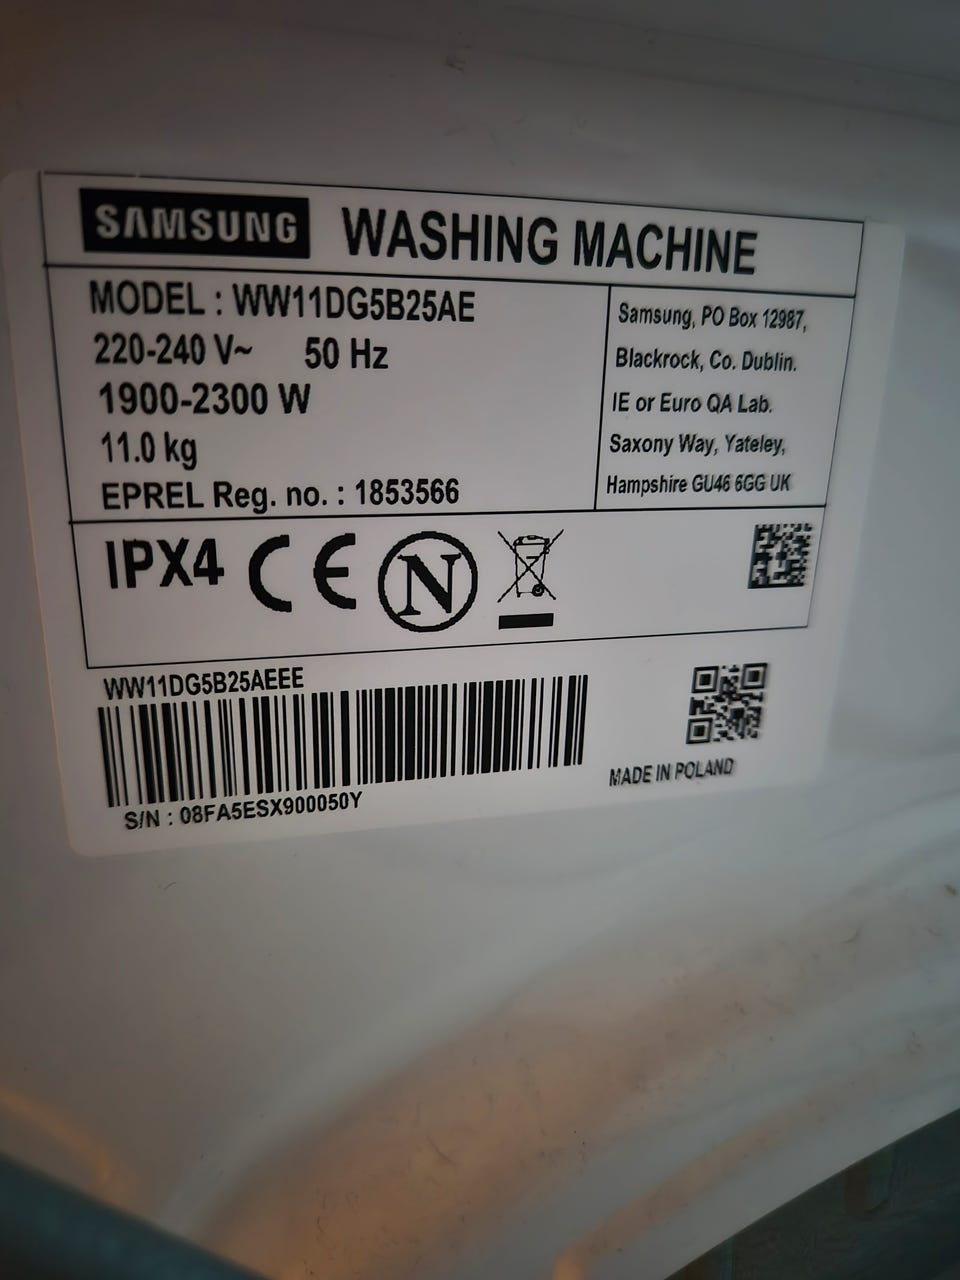 SAMSUNG WASHING MACHINE
MODEL : WW11DG5B25AE
220-240 V~ 50 Hz
1900-2300 W
11.0 kg
EPREL Reg. no. : 1853566
Samsung, PO Box 12987,
Blackrock, Co. Dublin.
IE or Euro QA Lab.
Saxony Way, Yateley,
Hampshire GU46 6GG UK
IPX4 CE N
WW11DG5B25AEEE
MADE IN POLAND
S/N : 08FA5ESX900050Y